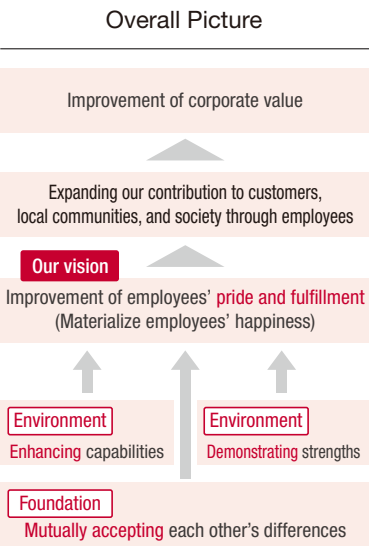 Overall Picture
Improvement of corporate value
Expanding our contribution to customers,
local communities, and society through employees
Our vision
Improvement of employees’ pride and fulfillment
(Materialize employees’ happiness)
Environment
Enhancing capabilities
Environment
Demonstrating strengths
Foundation
Mutually accepting each other’s differences